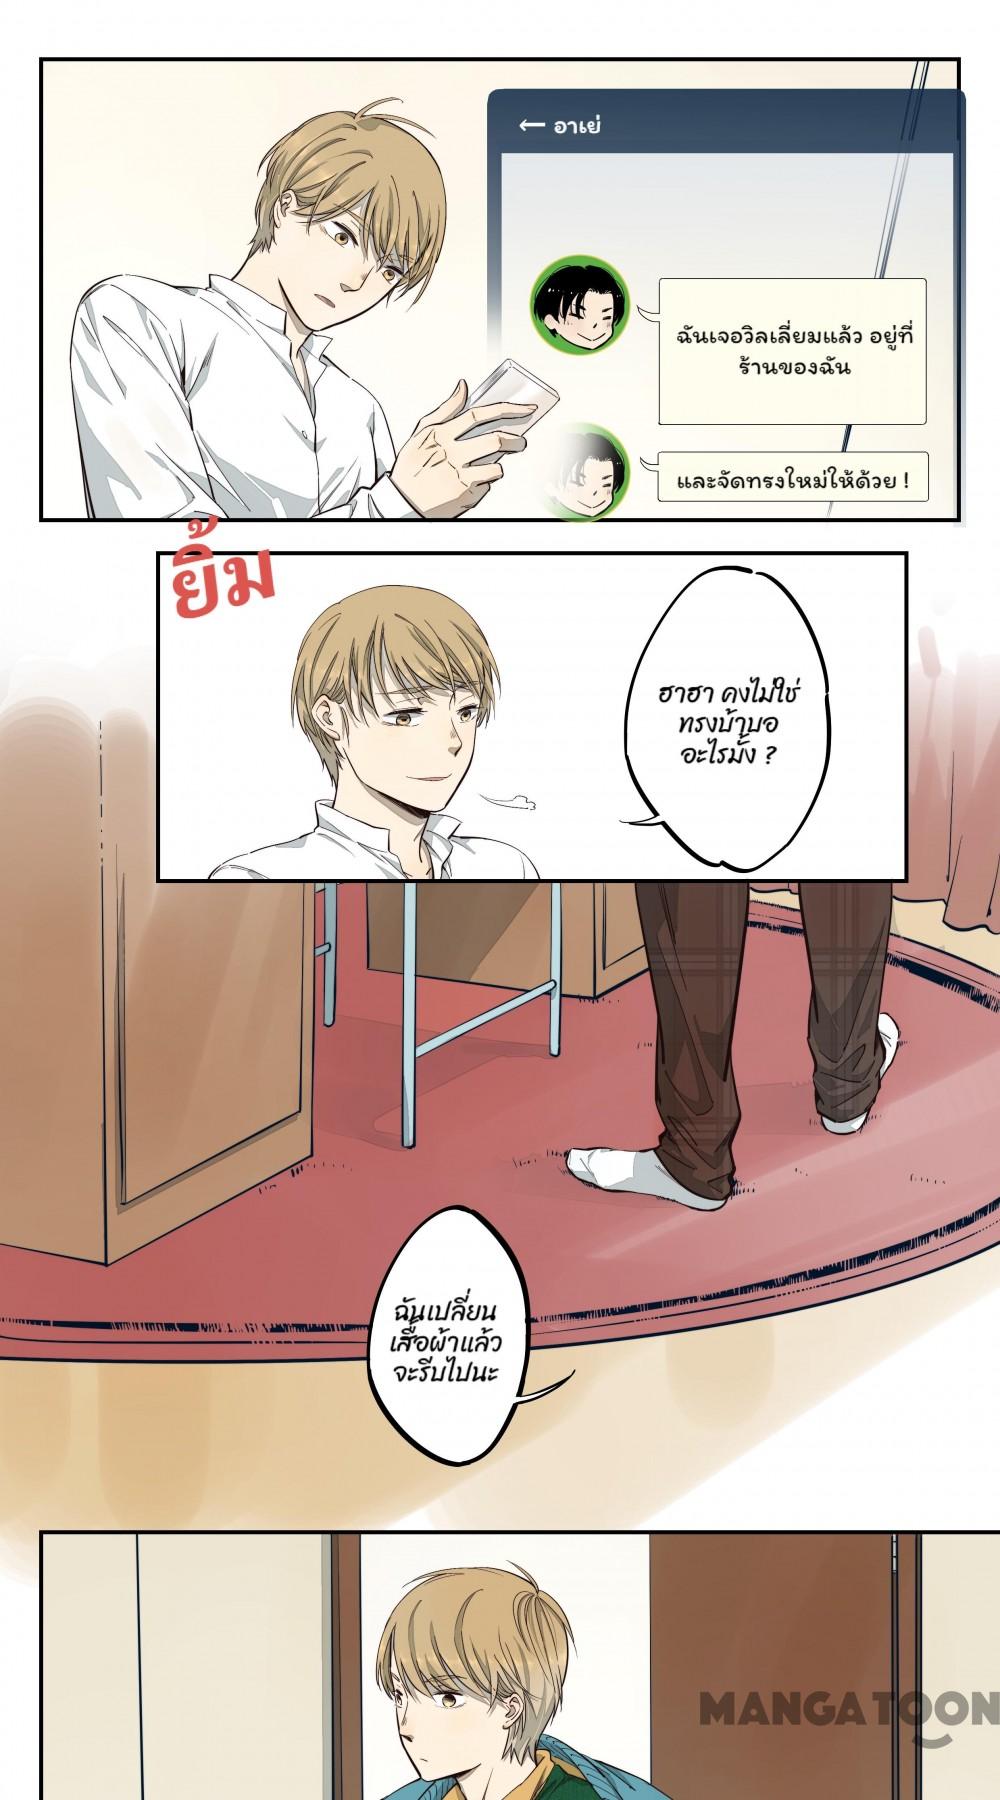 ← อาเย่
ฉันเจอวิลเลี่ยมแล้ว อยู่ที่
ร้านของฉัน
และจัดทรงใหม่ให้ด้วย !
ยิ้ม
ฮาฮา คงไม่ใช่
ทรงบ้าบอ
อะไรมั้ง ?
ฉันเปลี่ยน
เสื้อผ้าแล้ว
จะรีบไปนะ
MANGATOON